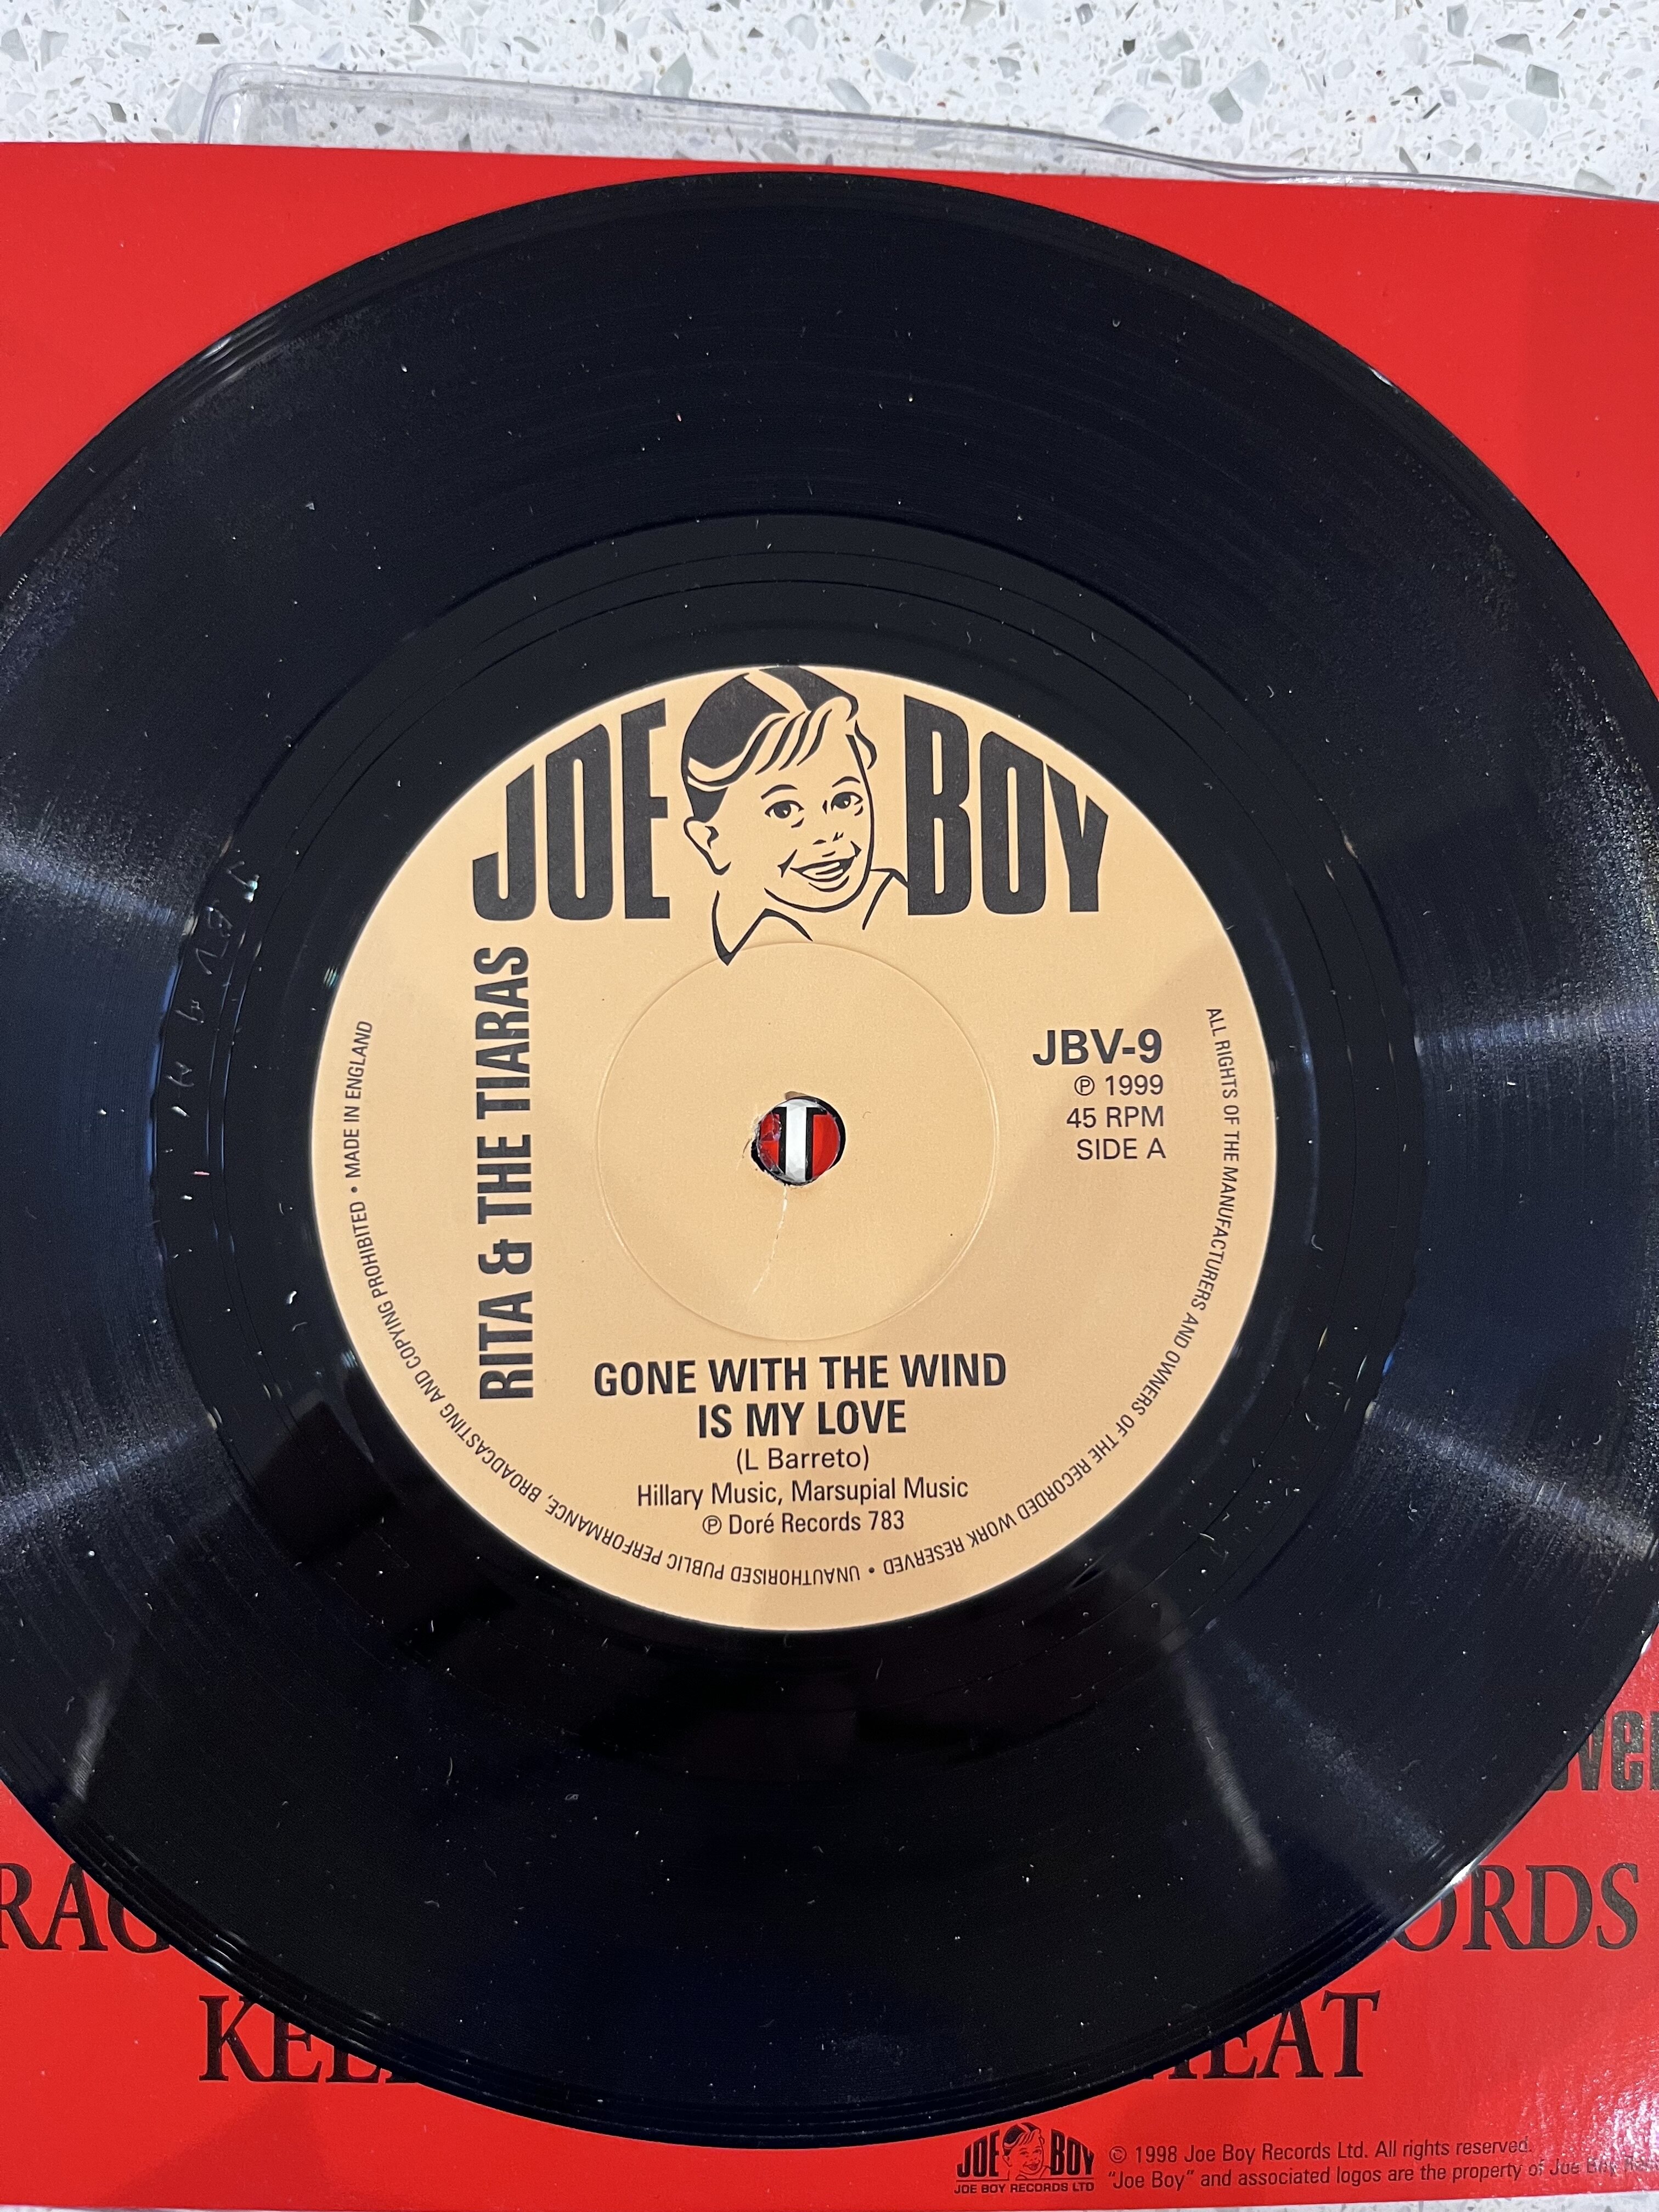 JOE BOY
RITA & THE TIARAS
JBV-9
℗ 1999
45 RPM
SIDE A
GONE WITH THE WIND
IS MY LOVE
(L Barreto)
Hillary Music, Marsupial Music
℗ Doré Records 783
ALL RIGHTS OF THE MANUFACTURERS AND OWNERS OF THE RECORDED WORK RESERVED • UNAUTHORISED PUBLIC PERFORMANCE, BROADCASTING AND COPYING PROHIBITED • MADE IN ENGLAND
JOE BOY
JOE BOY RECORDS LTD
© 1998 Joe Boy Records Ltd. All rights reserved.
"Joe Boy" and associated logos are the property of Joe Boy